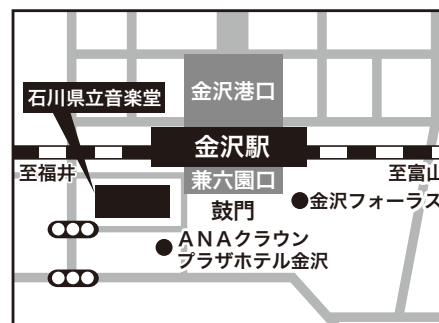 金沢港口
石川県立音楽堂
金沢駅
至福井
至富山
兼六園口
鼓門
●金沢フォーラス
●ANAクラウン
プラザホテル金沢